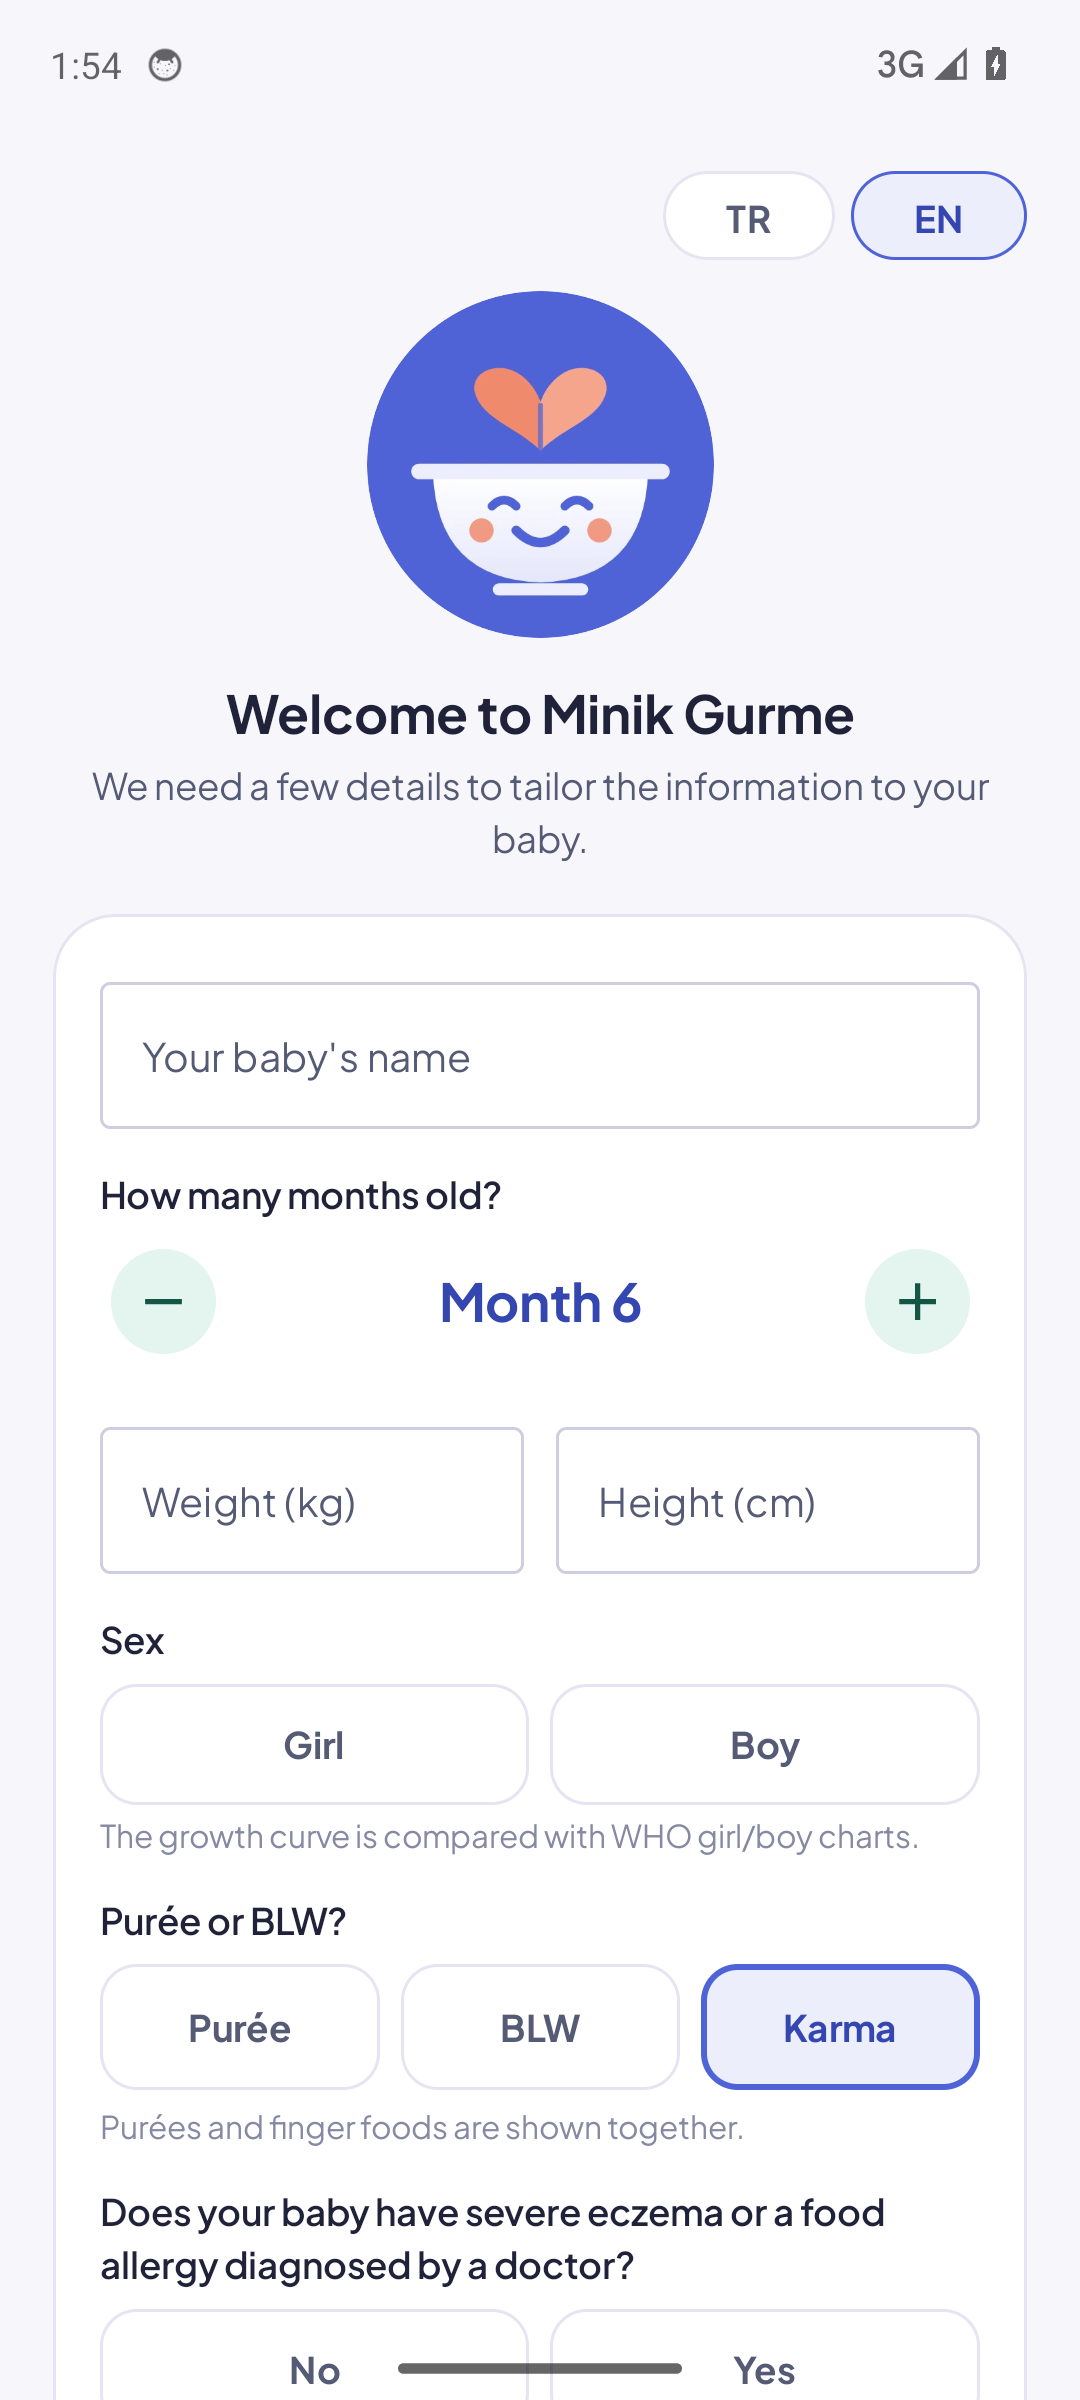 1:54
3G
TR
EN
Welcome to Minik Gurme
We need a few details to tailor the information to your
baby.
Your baby's name
How many months old?
Month 6
Weight (kg)
Height (cm)
Sex
Girl
Boy
The growth curve is compared with WHO girl/boy charts.
Purée or BLW?
Purée
BLW
Karma
Purées and finger foods are shown together.
Does your baby have severe eczema or a food
allergy diagnosed by a doctor?
No
Yes